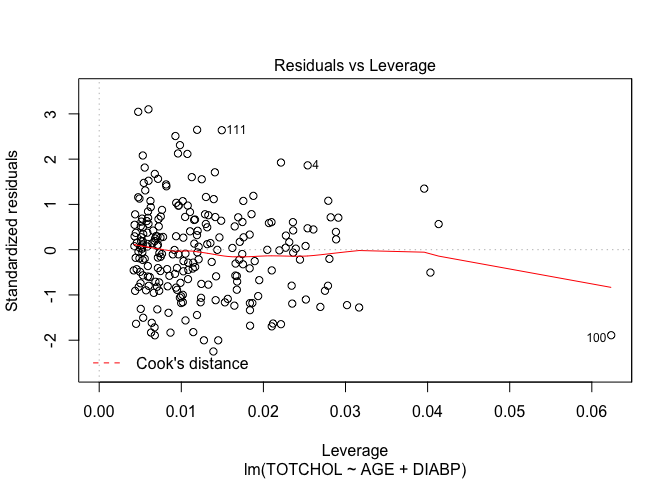 Residuals vs Leverage
Standardized residuals
3
2
1
0
-1
-2
111
4
100
Cook's distance
0.00 0.01 0.02 0.03 0.04 0.05 0.06
Leverage
lm(TOTCHOL ~ AGE + DIABP)